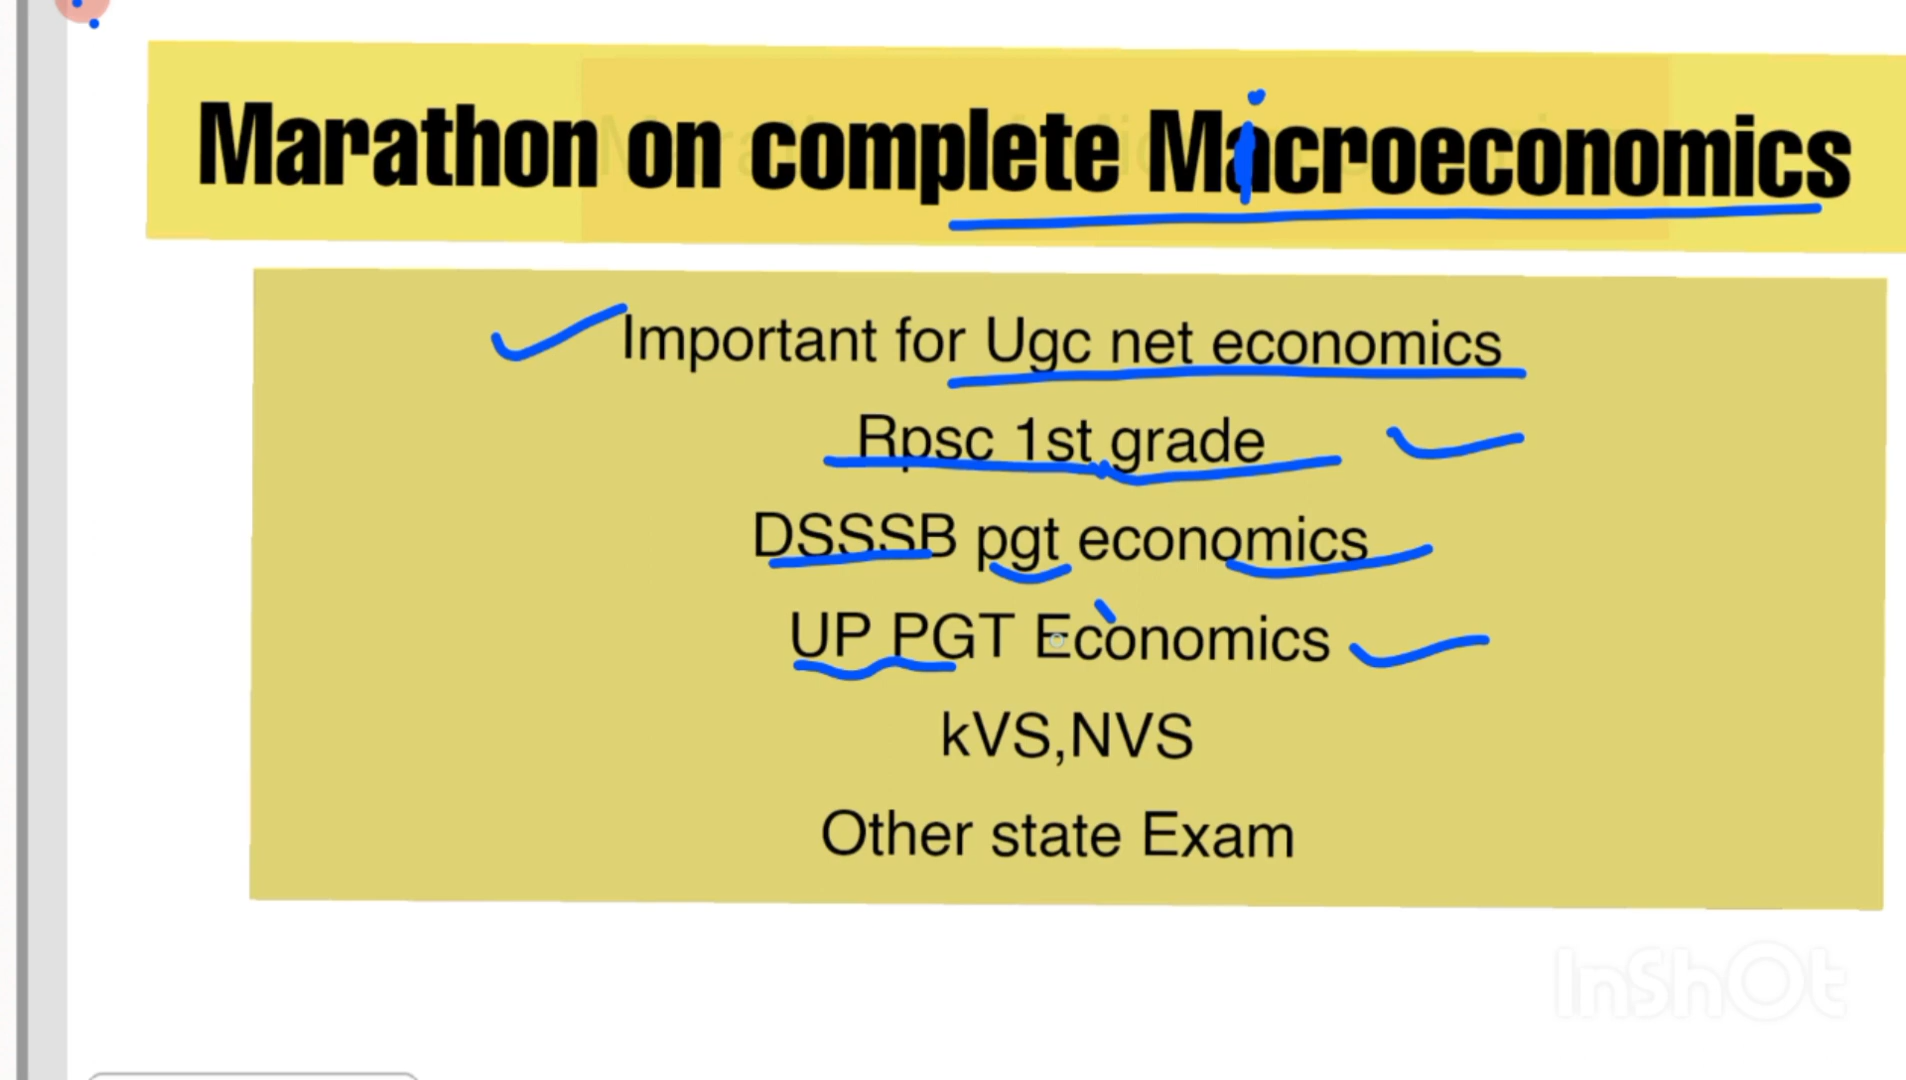 Marathon on complete Macroeconomics
Important for Ugc net economics
Rpsc 1st grade
DSSSB pgt economics
UP PGT Economics
kVS,NVS
Other state Exam
InShOt